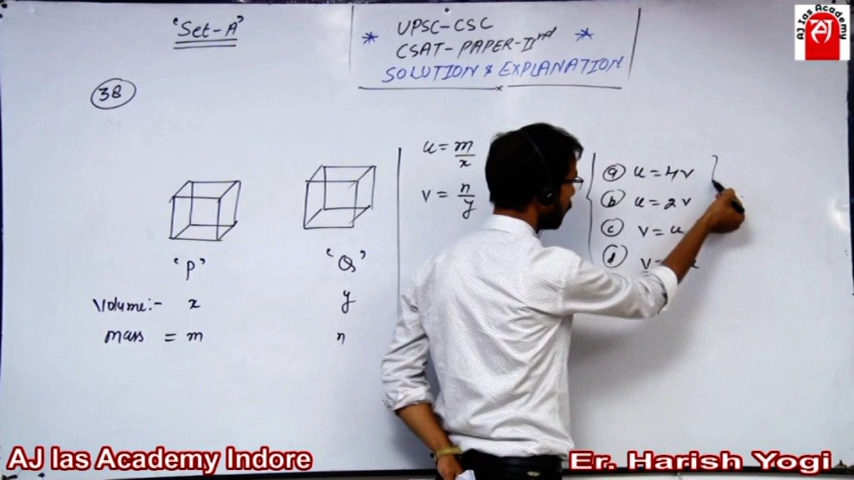 'Set-A'
UPSC-CSC
* CSAT-PAPER-IInd *
SOLUTION & EXPLANATION
AJ Ias Academy
38
u = m/x
v = n/y
a u = 4v
b u = 2v
c v = u
d v =
'P' 'Q'
Volume:- x y
mass = m n
AJ Ias Academy Indore
Er. Harish Yogi